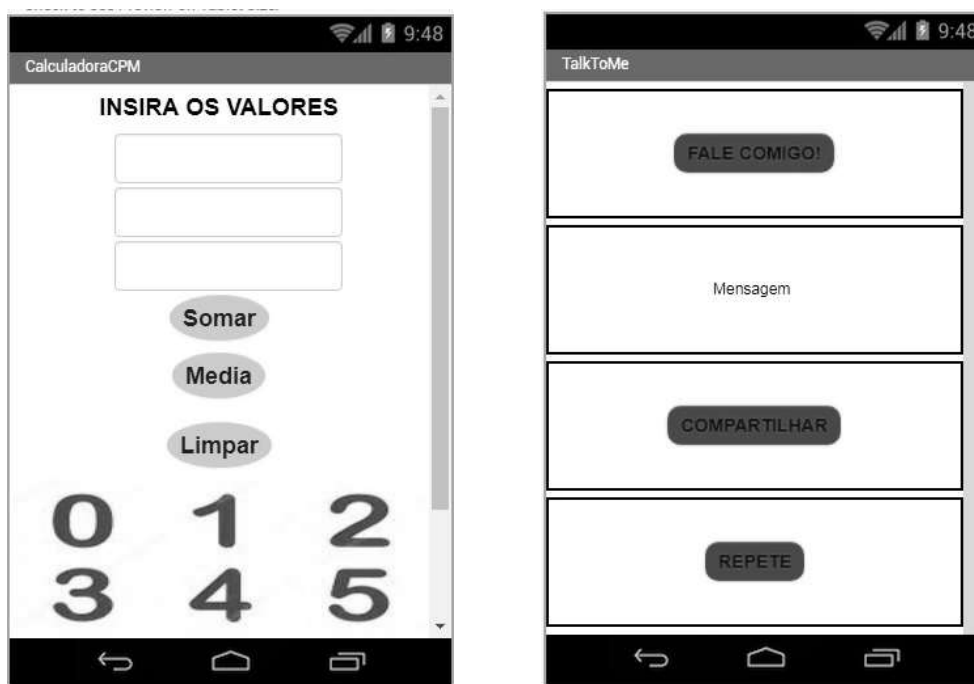 9:48
CalculadoraCPM
INSIRA OS VALORES
Somar
Media
Limpar
0 1 2
3 4 5
9:48
TalkToMe
FALE COMIGO!
Mensagem
COMPARTILHAR
REPETE